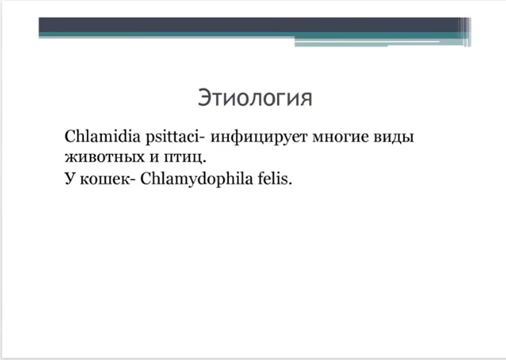 Этиология
Chlamidia psittaci- инфицирует многие виды
животных и птиц.
У кошек- Chlamydophila felis.